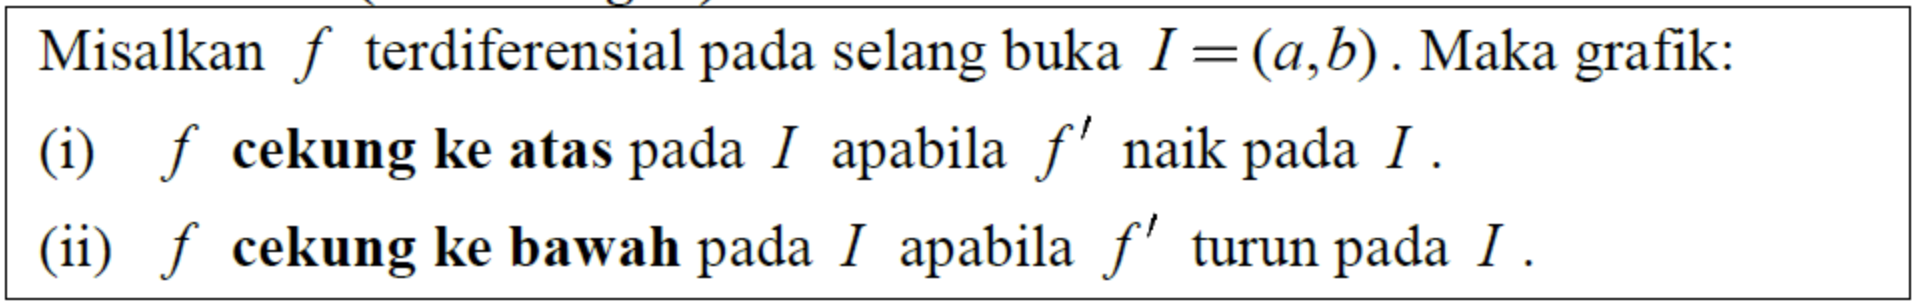 Misalkan f terdiferensial pada selang buka I = (a,b). Maka grafik:
(i) f cekung ke atas pada I apabila f′ naik pada I.
(ii) f cekung ke bawah pada I apabila f′ turun pada I.